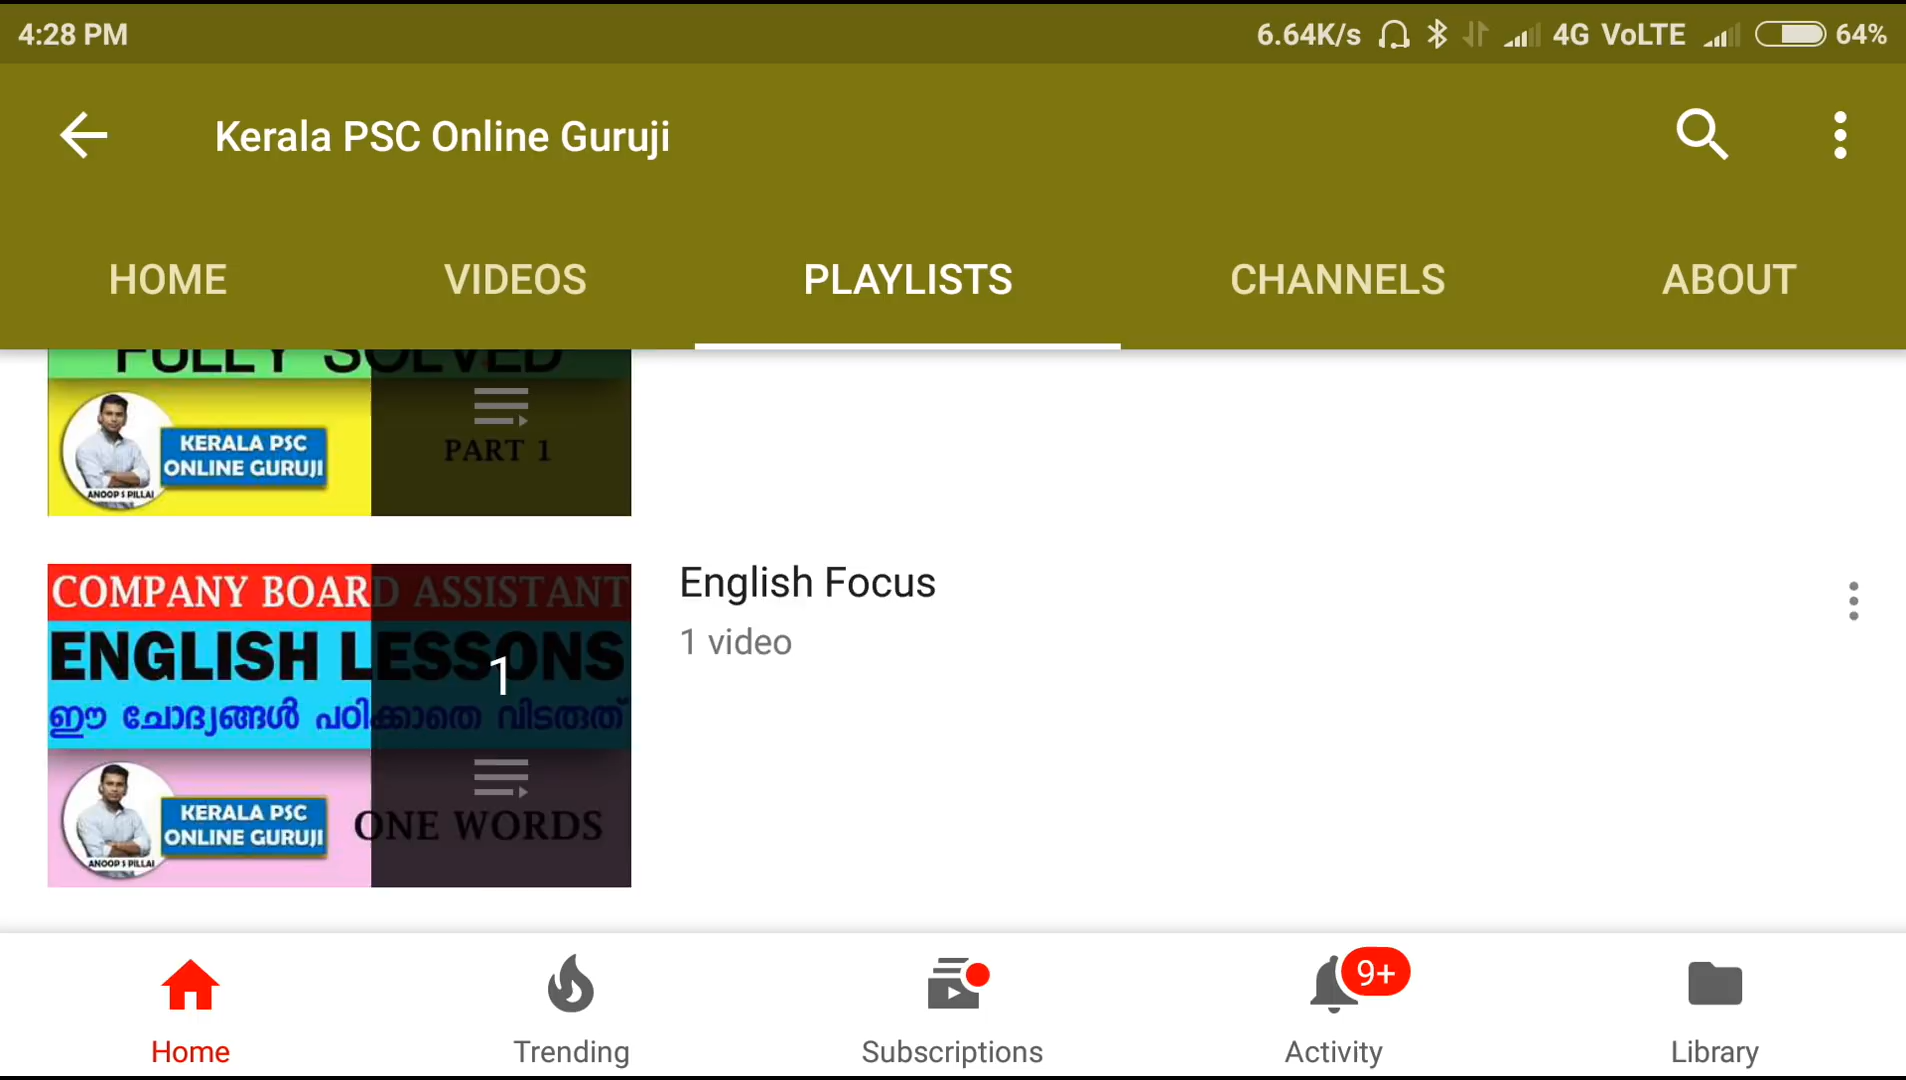 4:28 PM
6.64K/s 4G VoLTE 64%
Kerala PSC Online Guruji
HOME VIDEOS PLAYLISTS CHANNELS ABOUT
FULLY SOLVED
KERALA PSC
ONLINE GURUJI
ANOOP S PILLAI
PART 1
COMPANY BOARD ASSISTANT
ENGLISH LESSONS
ഈ ചോദ്യങ്ങൾ പഠിക്കാതെ വിടരുത്
1
KERALA PSC
ONLINE GURUJI
ANOOP S PILLAI
ONE WORDS
English Focus
1 video
9+
Home Trending Subscriptions Activity Library